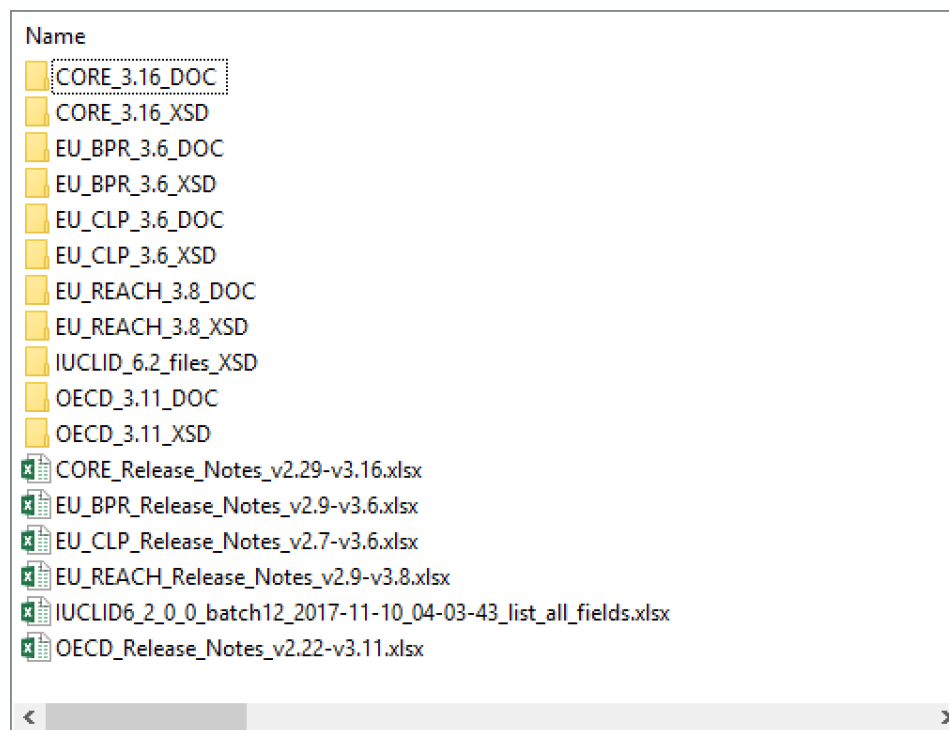 Name
CORE_3.16_DOC
CORE_3.16_XSD
EU_BPR_3.6_DOC
EU_BPR_3.6_XSD
EU_CLP_3.6_DOC
EU_CLP_3.6_XSD
EU_REACH_3.8_DOC
EU_REACH_3.8_XSD
IUCLID_6.2_files_XSD
OECD_3.11_DOC
OECD_3.11_XSD
CORE_Release_Notes_v2.29-v3.16.xlsx
EU_BPR_Release_Notes_v2.9-v3.6.xlsx
EU_CLP_Release_Notes_v2.7-v3.6.xlsx
EU_REACH_Release_Notes_v2.9-v3.8.xlsx
IUCLID6_2_0_0_batch12_2017-11-10_04-03-43_list_all_fields.xlsx
OECD_Release_Notes_v2.22-v3.11.xlsx